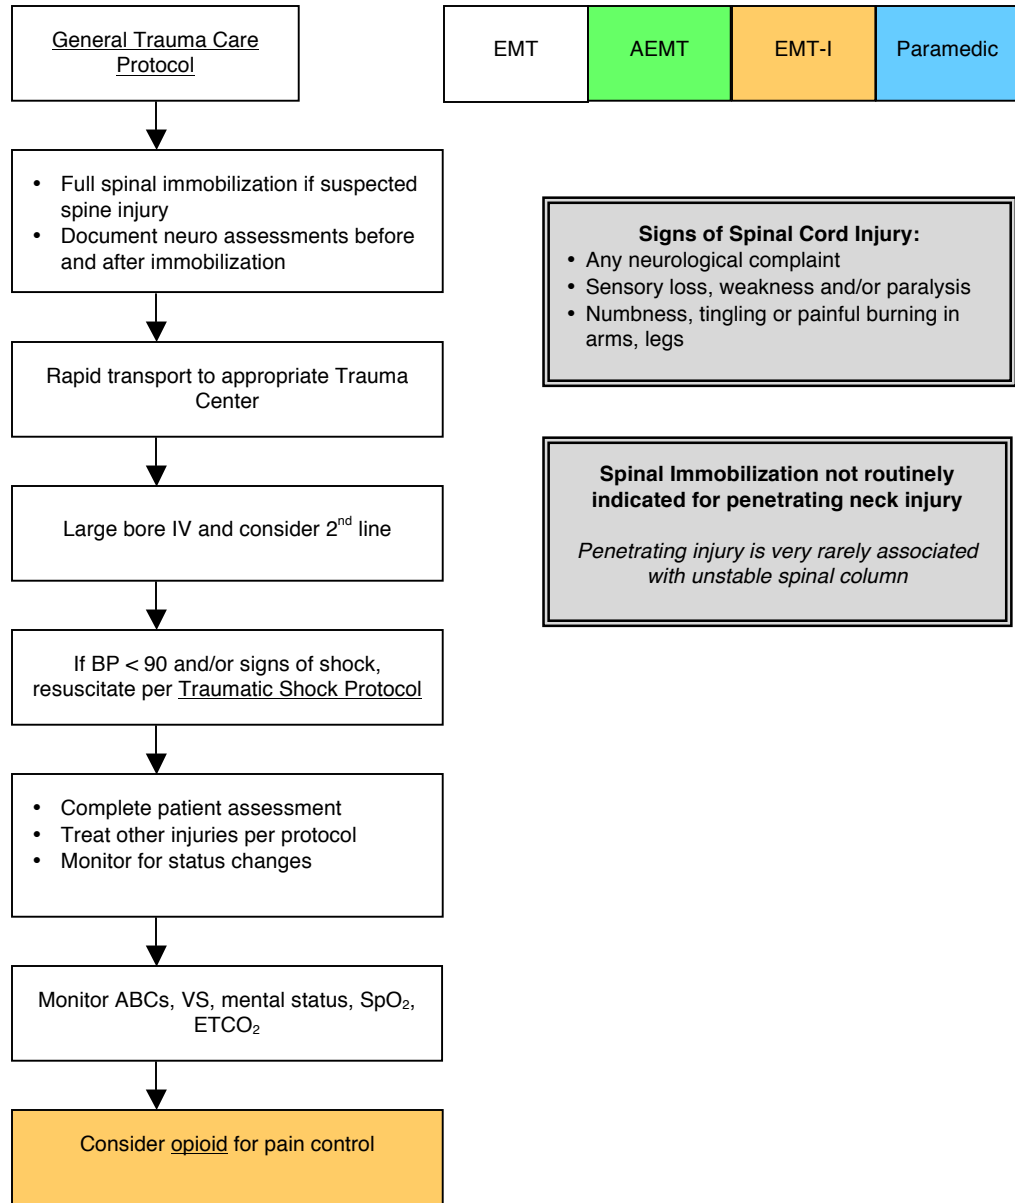 General Trauma Care
Protocol
EMT
AEMT
EMT-I
Paramedic
• Full spinal immobilization if suspected
spine injury
• Document neuro assessments before
and after immobilization
Signs of Spinal Cord Injury:
• Any neurological complaint
• Sensory loss, weakness and/or paralysis
• Numbness, tingling or painful burning in
arms, legs
Rapid transport to appropriate Trauma
Center
Spinal Immobilization not routinely
indicated for penetrating neck injury
Penetrating injury is very rarely associated
with unstable spinal column
Large bore IV and consider 2nd line
If BP < 90 and/or signs of shock,
resuscitate per Traumatic Shock Protocol
• Complete patient assessment
• Treat other injuries per protocol
• Monitor for status changes
Monitor ABCs, VS, mental status, SpO₂,
ETCO₂
Consider opioid for pain control